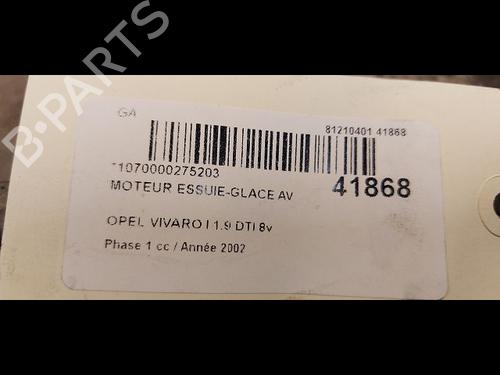 GA
81210401 41868
*1070000275203
MOTEUR ESSUIE-GLACE AV
41868
OPEL VIVARO I 1.9 DTI 8v
Phase 1 cc / Année 2002
B-PARTS